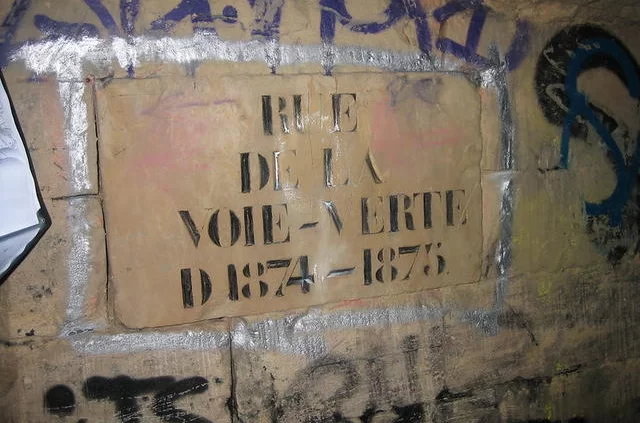 RUE
DE LA
VOIE-VERTE
D 1874-1875